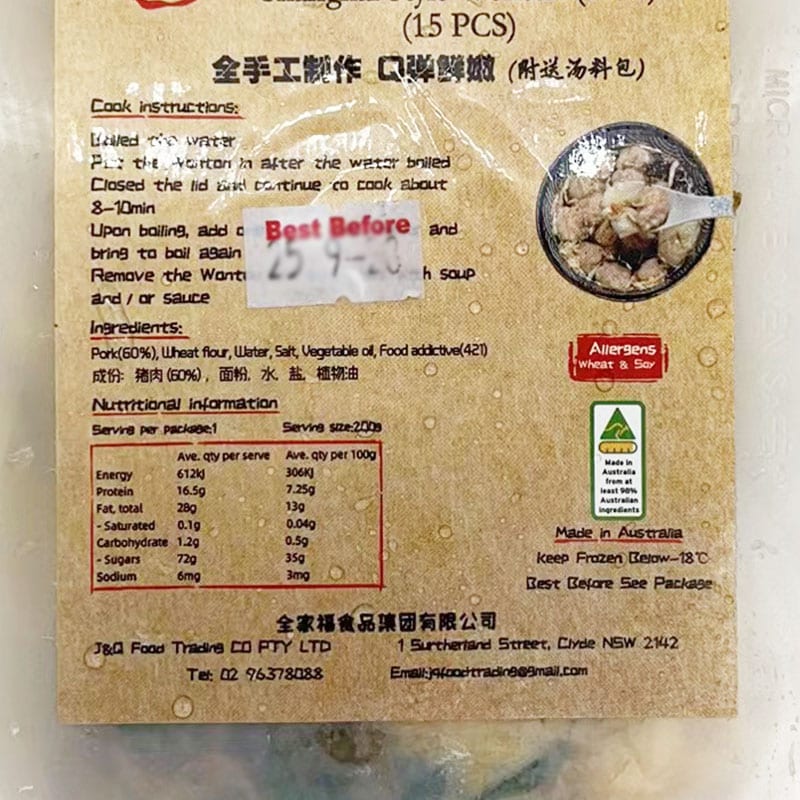 (15 PCS)
全手工制作 口弹鲜嫩 (附送汤料包)
Cook instructions:
Boiled the water
Put the Wonton in after the water boiled
Closed the lid and continue to cook about
8-10min
Upon boiling, add and
bring to boil again
Remove the soup
and / or sauce
Best Before
Ingredients:
Pork(60%), Wheat flour, Water, Salt, Vegetable oil, Food addictive(421)
成份: 猪肉(60%), 面粉, 水, 盐, 植物油
Allergens
Wheat & Soy
Nutritional information
Serving per package:1 Serving size:200g
Ave. qty per serve Ave. qty per 100g
Energy 612kJ 306KJ
Protein 16.5g 7.25g
Fat, total 28g 13g
- Saturated 0.1g 0.04g
Carbohydrate 1.2g 0.5g
- Sugars 72g 35g
Sodium 6mg 3mg
Made in
Australia
from at
least 90%
Australian
ingredients
Made in Australia
Keep Frozen Below-18℃
Best Before See Package
全家福食品集团有限公司
J&Q Food Trading CO PTY LTD 1 Surtherland Street, Clyde NSW 2142
Tel: 02 96378088 Email:jqfoodtrading@gmail.com